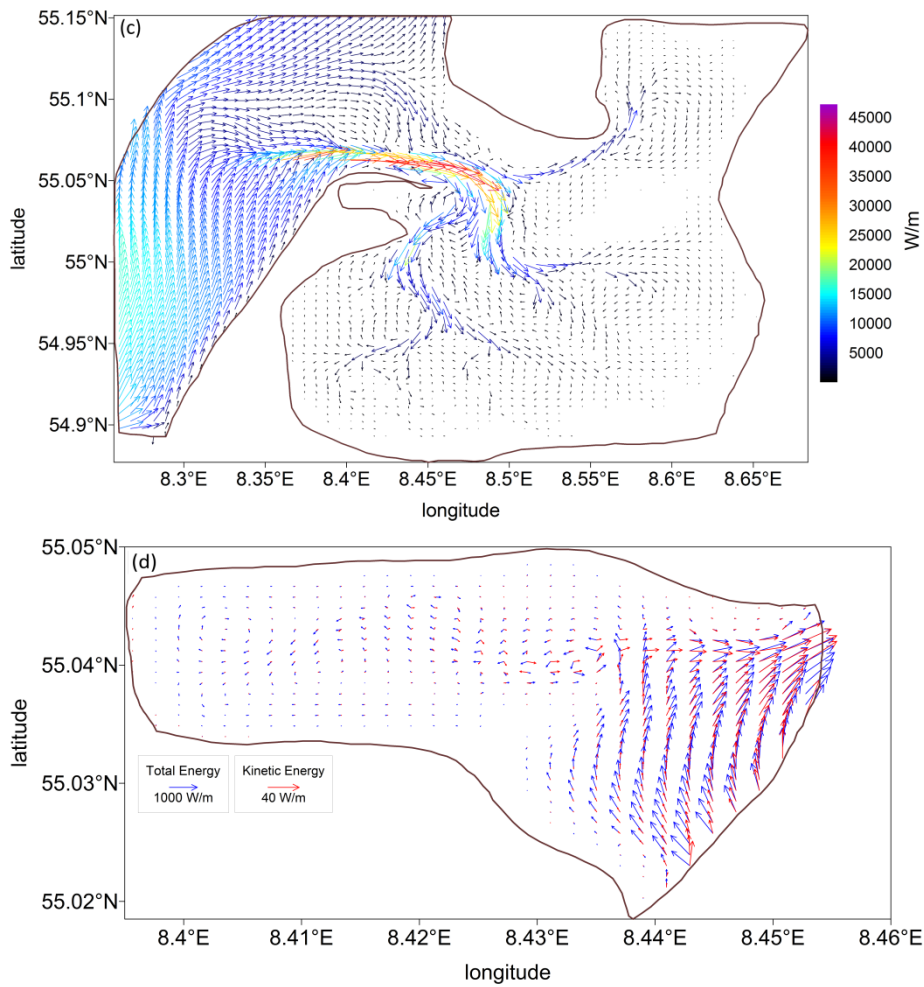 (c)
55.15°N
55.1°N
55.05°N
55°N
54.95°N
54.9°N
latitude
8.3°E 8.35°E 8.4°E 8.45°E 8.5°E 8.55°E 8.6°E 8.65°E
longitude
45000
40000
35000
30000
25000
20000
15000
10000
5000
W/m
(d)
55.05°N
55.04°N
55.03°N
55.02°N
latitude
Total Energy
1000 W/m
Kinetic Energy
40 W/m
8.4°E 8.41°E 8.42°E 8.43°E 8.44°E 8.45°E 8.46°E
longitude